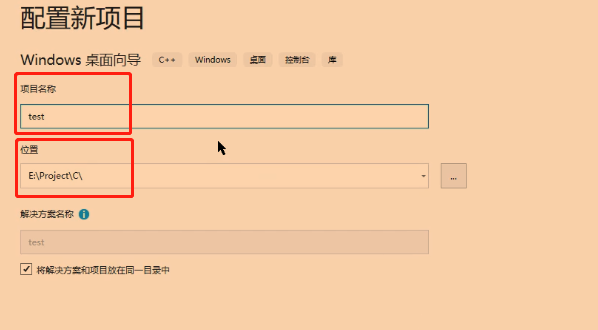 配置新项目
Windows 桌面向导 C++ Windows 桌面 控制台 库
项目名称
test
位置
E:\Project\C\
...
解决方案名称
test
将解决方案和项目放在同一目录中